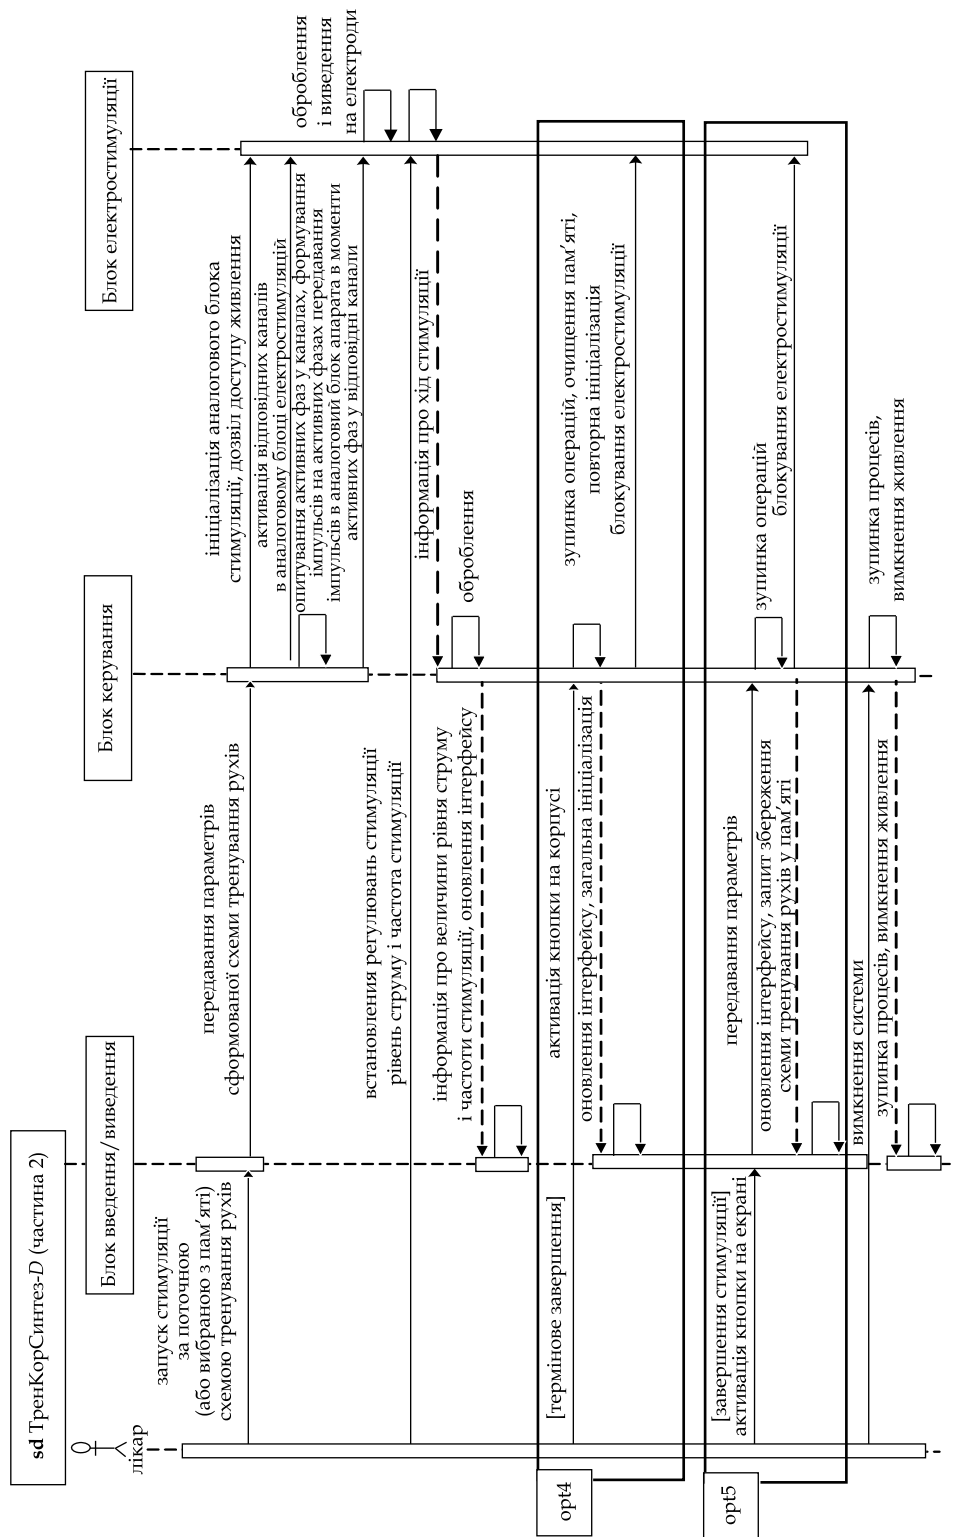 sd ТренКорСинтез-D (частина 2)
лікар
Блок введення/виведення
Блок керування
Блок електростимуляції
запуск стимуляції
за поточною
(або вибраною з пам'яті)
схемою тренування рухів
передавання параметрів
сформованої схеми тренування рухів
ініціалізація аналогового блока
стимуляції, дозвіл доступу живлення
активація відповідних каналів
в аналоговому блоці електростимуляцій
опитування активних фаз у каналах, формування
імпульсів на активних фазах передавання
імпульсів в аналоговий блок апарата в моменти
активних фаз у відповідні канали
оброблення
і виведення
на електроди
встановлення регулювань стимуляції
рівень струму і частота стимуляції
інформація про хід стимуляції
оброблення
інформація про величини рівня струму
і частоти стимуляції, оновлення інтерфейсу
opt4
[термінове завершення]
активація кнопки на корпусі
оновлення інтерфейсу, загальна ініціалізація
зупинка операцій, очищення пам'яті,
повторна ініціалізація
блокування електростимуляції
opt5
[завершення стимуляції]
активація кнопки на екрані
передавання параметрів
оновлення інтерфейсу, запит збереження
схеми тренування рухів у пам'яті
зупинка операцій
блокування електростимуляції
вимкнення системи
зупинка процесів, вимкнення живлення
зупинка процесів,
вимкнення живлення